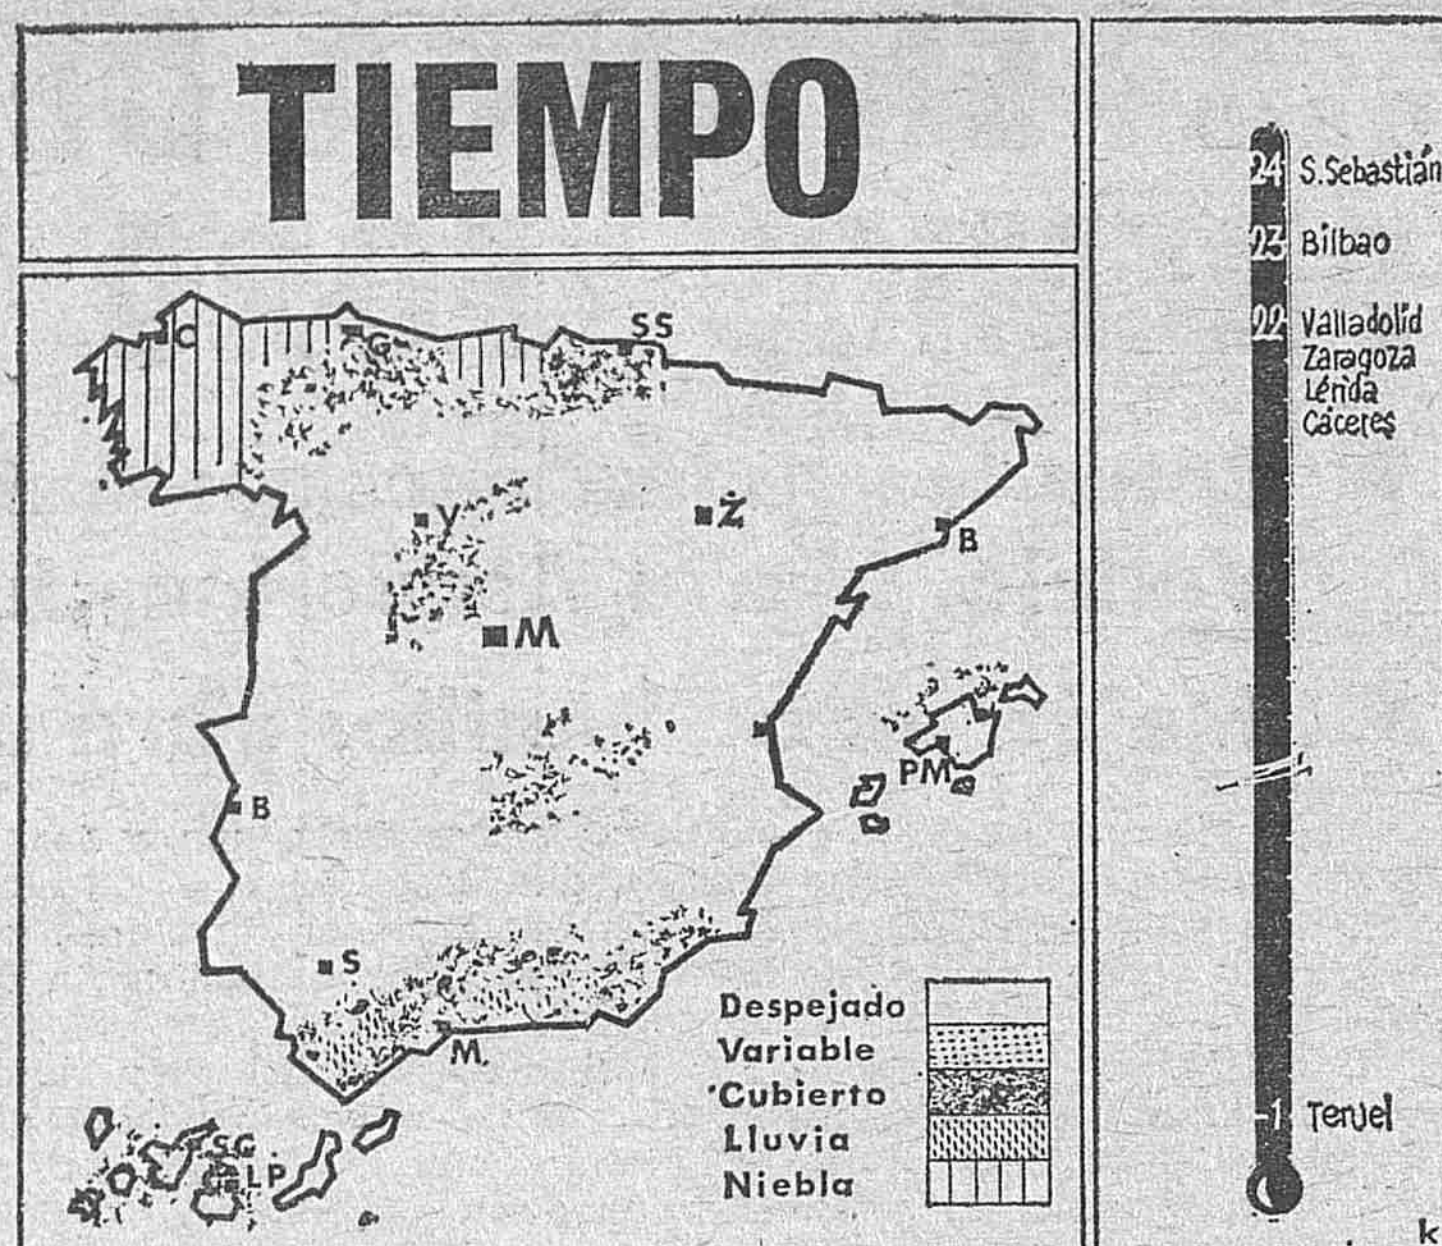 TIEMPO
C
G
SS
V
Z
B
M
PM
B
S
M.
SG
LP
Despejado
Variable
Cubierto
Lluvia
Niebla
24 S.Sebastián
23 Bilbao
22 Valladolid
Zaragoza
Lérida
Cáceres
-1 Teruel
k